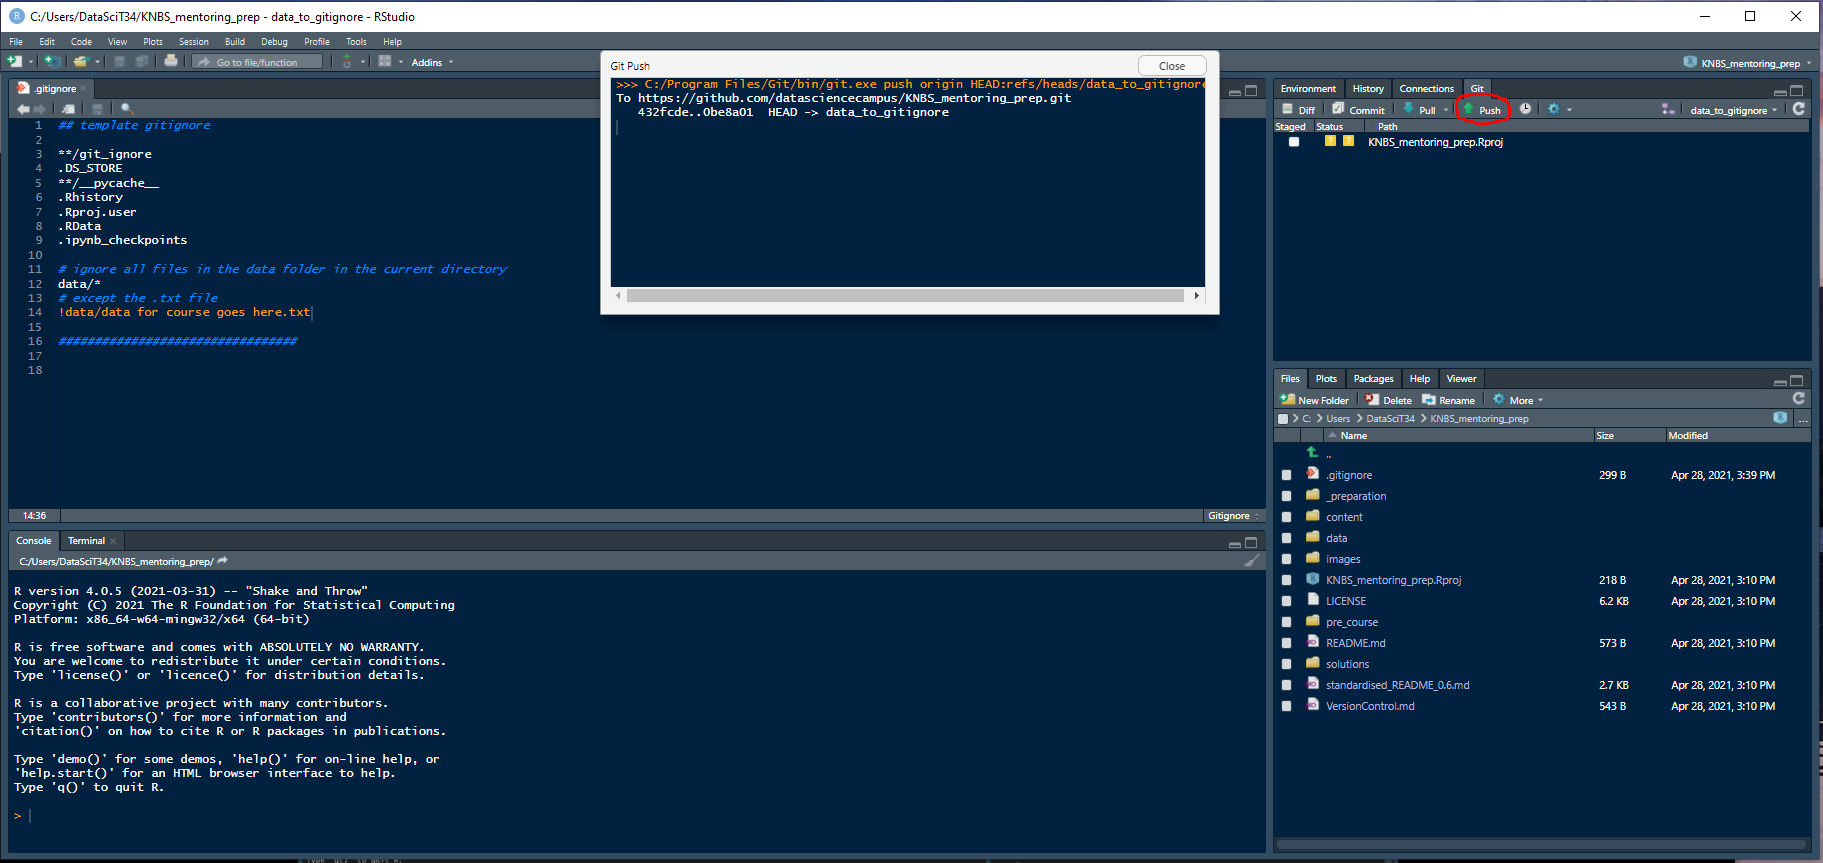 C:/Users/DataSciT34/KNBS_mentoring_prep - data_to_gitignore - RStudio
File Edit Code View Plots Session Build Debug Profile Tools Help
Go to file/function Addins KNBS_mentoring_prep
.gitignore
1 ## template gitignore
2
3 **/git_ignore
4 .DS_STORE
5 **/__pycache__
6 .Rhistory
7 .Rproj.user
8 .RData
9 .ipynb_checkpoints
10
11 # ignore all files in the data folder in the current directory
12 data/*
13 # except the .txt file
14 !data/data for course goes here.txt
15
16 #################################
17
18
14:36 Gitignore
Git Push Close
>>> C:/Program Files/Git/bin/git.exe push origin HEAD:refs/heads/data_to_gitignore
To https://github.com/datasciencecampus/KNBS_mentoring_prep.git
432fcde..0be8a01 HEAD -> data_to_gitignore
Console Terminal
C:/Users/DataSciT34/KNBS_mentoring_prep/
R version 4.0.5 (2021-03-31) -- "Shake and Throw"
Copyright (C) 2021 The R Foundation for Statistical Computing
Platform: x86_64-w64-mingw32/x64 (64-bit)
R is free software and comes with ABSOLUTELY NO WARRANTY.
You are welcome to redistribute it under certain conditions.
Type 'license()' or 'licence()' for distribution details.
R is a collaborative project with many contributors.
Type 'contributors()' for more information and
'citation()' on how to cite R or R packages in publications.
Type 'demo()' for some demos, 'help()' for on-line help, or
'help.start()' for an HTML browser interface to help.
Type 'q()' to quit R.
>
Environment History Connections Git
Diff Commit Pull Push data_to_gitignore
Staged Status Path
? ? KNBS_mentoring_prep.Rproj
Files Plots Packages Help Viewer
New Folder Delete Rename More
C: Users DataSciT34 KNBS_mentoring_prep ...
Name Size Modified
..
.gitignore 299 B Apr 28, 2021, 3:39 PM
_preparation
content
data
images
KNBS_mentoring_prep.Rproj 218 B Apr 28, 2021, 3:10 PM
LICENSE 6.2 KB Apr 28, 2021, 3:10 PM
pre_course
README.md 573 B Apr 28, 2021, 3:10 PM
solutions
standardised_README_0.6.md 2.7 KB Apr 28, 2021, 3:10 PM
VersionControl.md 543 B Apr 28, 2021, 3:10 PM